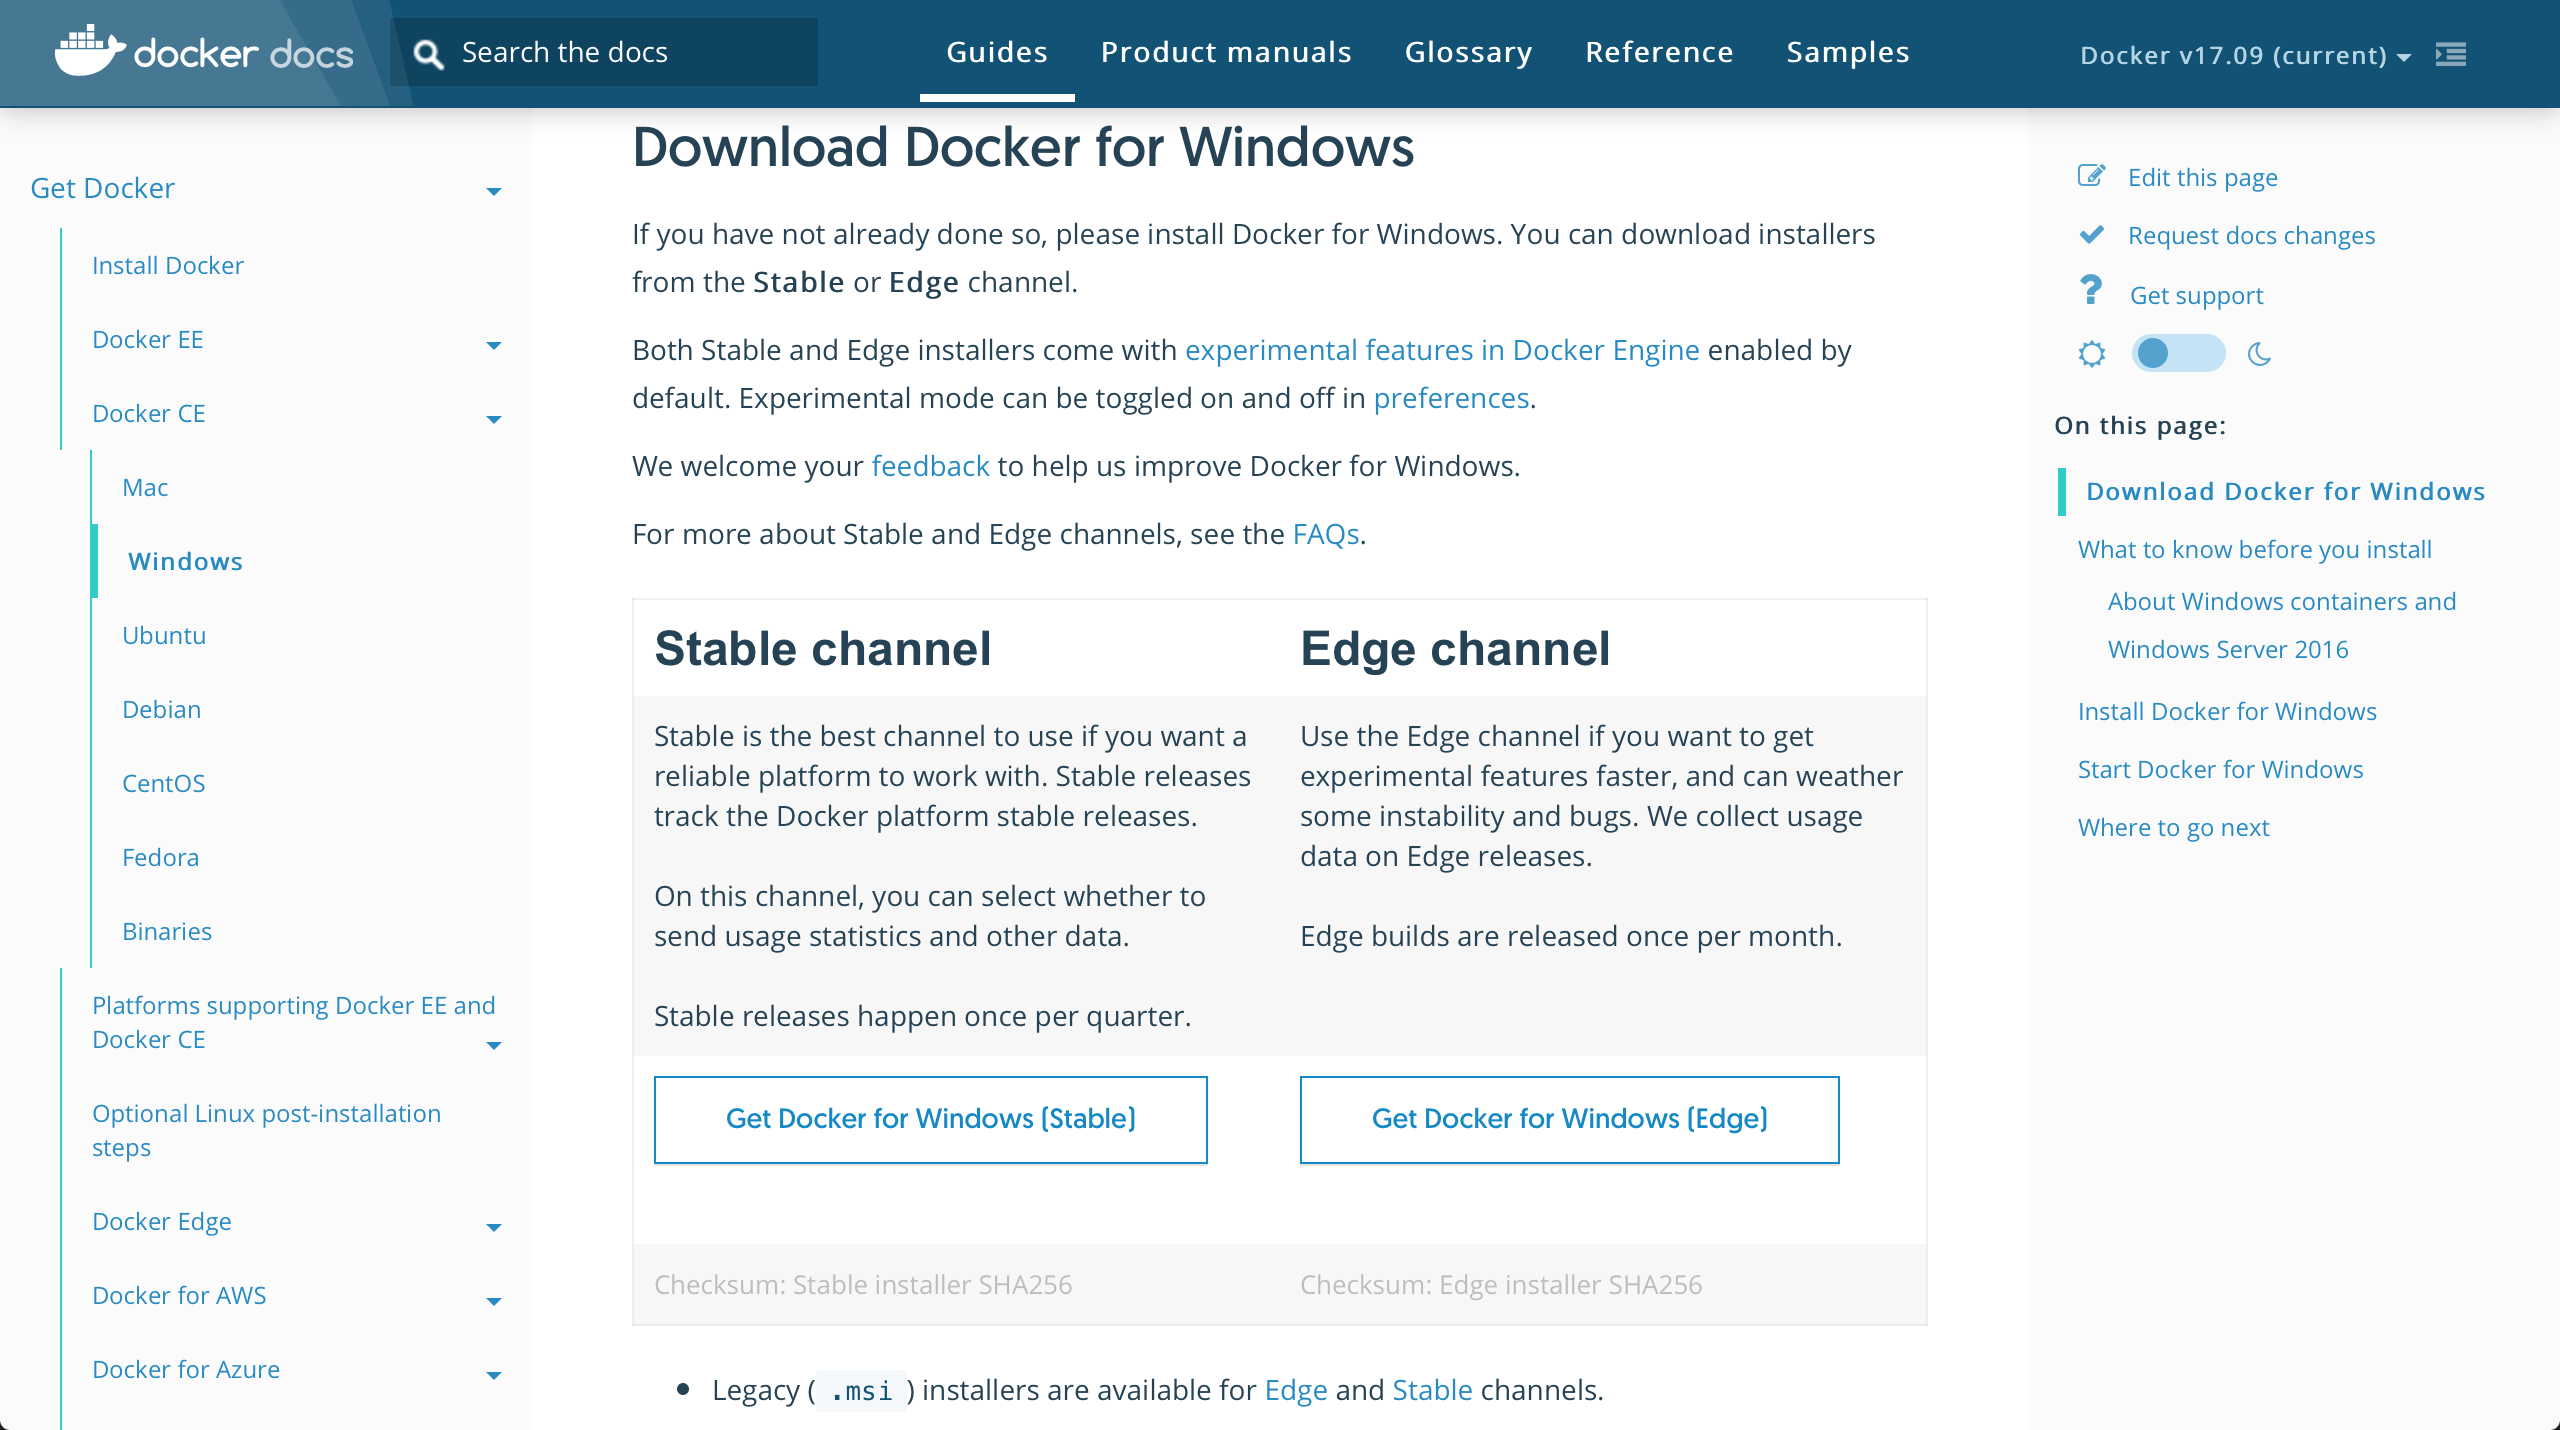 docker docs
Search the docs
Guides
Product manuals
Glossary
Reference
Samples
Docker v17.09 (current)
Get Docker
Install Docker
Docker EE
Docker CE
Mac
Windows
Ubuntu
Debian
CentOS
Fedora
Binaries
Platforms supporting Docker EE and
Docker CE
Optional Linux post-installation
steps
Docker Edge
Docker for AWS
Docker for Azure
Download Docker for Windows
If you have not already done so, please install Docker for Windows. You can download installers
from the Stable or Edge channel.
Both Stable and Edge installers come with experimental features in Docker Engine enabled by
default. Experimental mode can be toggled on and off in preferences.
We welcome your feedback to help us improve Docker for Windows.
For more about Stable and Edge channels, see the FAQs.
Stable channel
Stable is the best channel to use if you want a
reliable platform to work with. Stable releases
track the Docker platform stable releases.
On this channel, you can select whether to
send usage statistics and other data.
Stable releases happen once per quarter.
Get Docker for Windows (Stable)
Checksum: Stable installer SHA256
Edge channel
Use the Edge channel if you want to get
experimental features faster, and can weather
some instability and bugs. We collect usage
data on Edge releases.
Edge builds are released once per month.
Get Docker for Windows (Edge)
Checksum: Edge installer SHA256
• Legacy ( .msi ) installers are available for Edge and Stable channels.
Edit this page
Request docs changes
Get support
On this page:
Download Docker for Windows
What to know before you install
About Windows containers and
Windows Server 2016
Install Docker for Windows
Start Docker for Windows
Where to go next